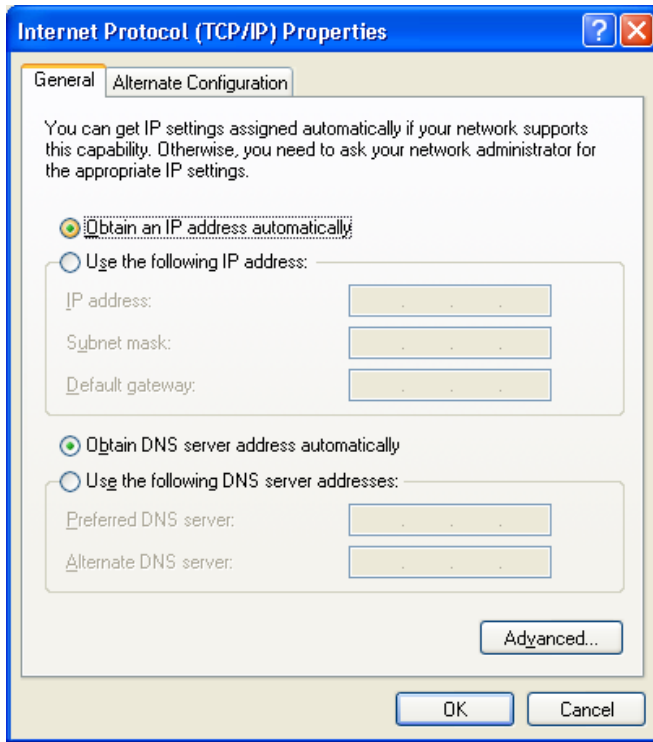 Internet Protocol (TCP/IP) Properties
General
Alternate Configuration
You can get IP settings assigned automatically if your network supports
this capability. Otherwise, you need to ask your network administrator for
the appropriate IP settings.
Obtain an IP address automatically
Use the following IP address:
IP address:
Subnet mask:
Default gateway:
Obtain DNS server address automatically
Use the following DNS server addresses:
Preferred DNS server:
Alternate DNS server:
Advanced...
OK
Cancel